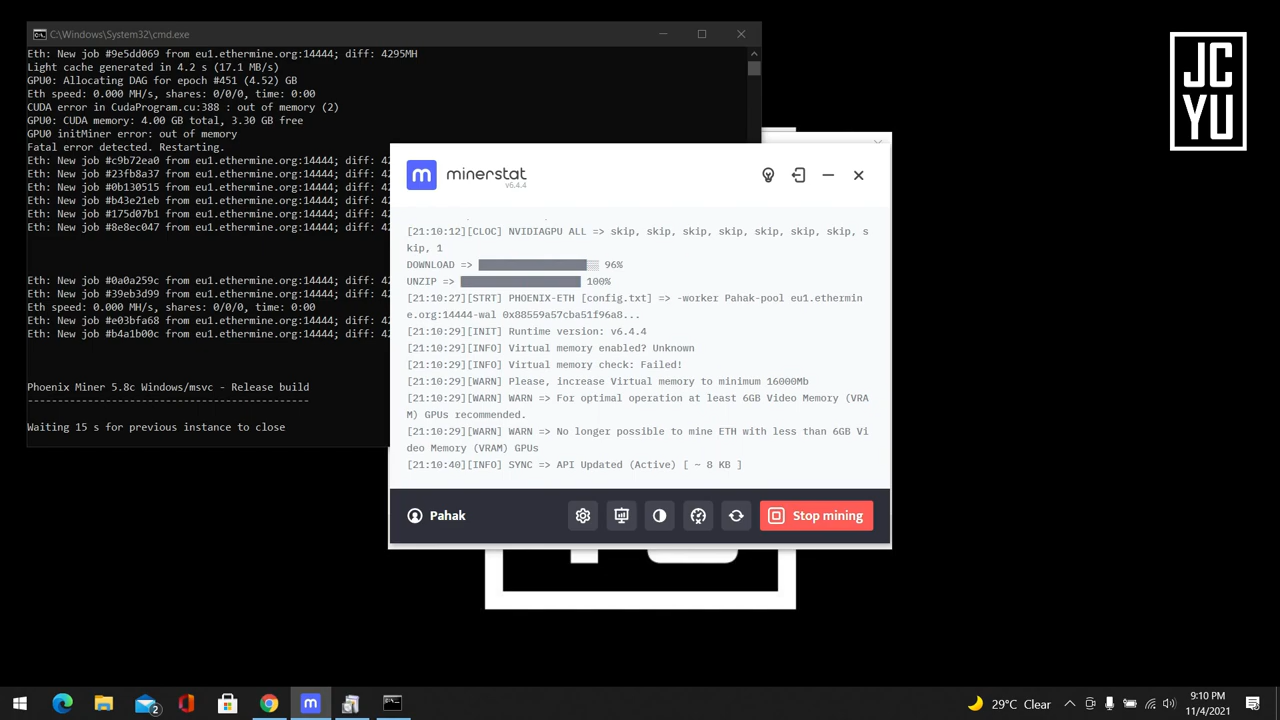 C:\Windows\System32\cmd.exe
Eth: New job #9e5dd069 from eu1.ethermine.org:14444; diff: 4295MH
Light cache generated in 4.2 s (17.1 MB/s)
GPU0: Allocating DAG for epoch #451 (4.52) GB
Eth speed: 0.000 MH/s, shares: 0/0/0, time: 0:00
CUDA error in CudaProgram.cu:388 : out of memory (2)
GPU0: CUDA memory: 4.00 GB total, 3.30 GB free
GPU0 initMiner error: out of memory
Fatal error detected. Restarting.
Eth: New job #c9b72ea0 from eu1.ethermine.org:14444; diff: 4
Eth: New job #23ffb8a37 from eu1.ethermine.org:14444; diff: 4
Eth: New job #01b09513 from eu1.ethermine.org:14444; diff: 4
Eth: New job #b43e21eb from eu1.ethermine.org:14444; diff: 4
Eth: New job #175d07b1 from eu1.ethermine.org:14444; diff: 4
Eth: New job #8e8ec047 from eu1.ethermine.org:14444; diff: 4
Eth: New job #0a0a259c from eu1.ethermine.org:14444; diff: 4
Eth: New job #39eb3d99 from eu1.ethermine.org:14444; diff: 4
Eth speed: 0.000 MH/s, shares: 0/0/0, time: 0:00
Eth: New job #e03bfa68 from eu1.ethermine.org:14444; diff: 4
Eth: New job #b4a1b00c from eu1.ethermine.org:14444; diff: 4
Phoenix Miner 5.8c Windows/msvc - Release build
-----------------------------------------------
Waiting 15 s for previous instance to close
JC
YU
m minerstat
v6.4.4
[21:10:12][CLOC] NVIDIAGPU ALL => skip, skip, skip, skip, skip, skip, skip, s
kip, 1
DOWNLOAD => 96%
UNZIP => 100%
[21:10:27][STRT] PHOENIX-ETH [config.txt] => -worker Pahak-pool eu1.ethermin
e.org:14444-wal 0x88559a57cba51f96a8...
[21:10:29][INIT] Runtime version: v6.4.4
[21:10:29][INFO] Virtual memory enabled? Unknown
[21:10:29][INFO] Virtual memory check: Failed!
[21:10:29][WARN] Please, increase Virtual memory to minimum 16000Mb
[21:10:29][WARN] WARN => For optimal operation at least 6GB Video Memory (VRA
M) GPUs recommended.
[21:10:29][WARN] WARN => No longer possible to mine ETH with less than 6GB Vi
deo Memory (VRAM) GPUs
[21:10:40][INFO] SYNC => API Updated (Active) [ ~ 8 KB ]
Pahak
Stop mining
2
m
29°C Clear
9:10 PM
11/4/2021